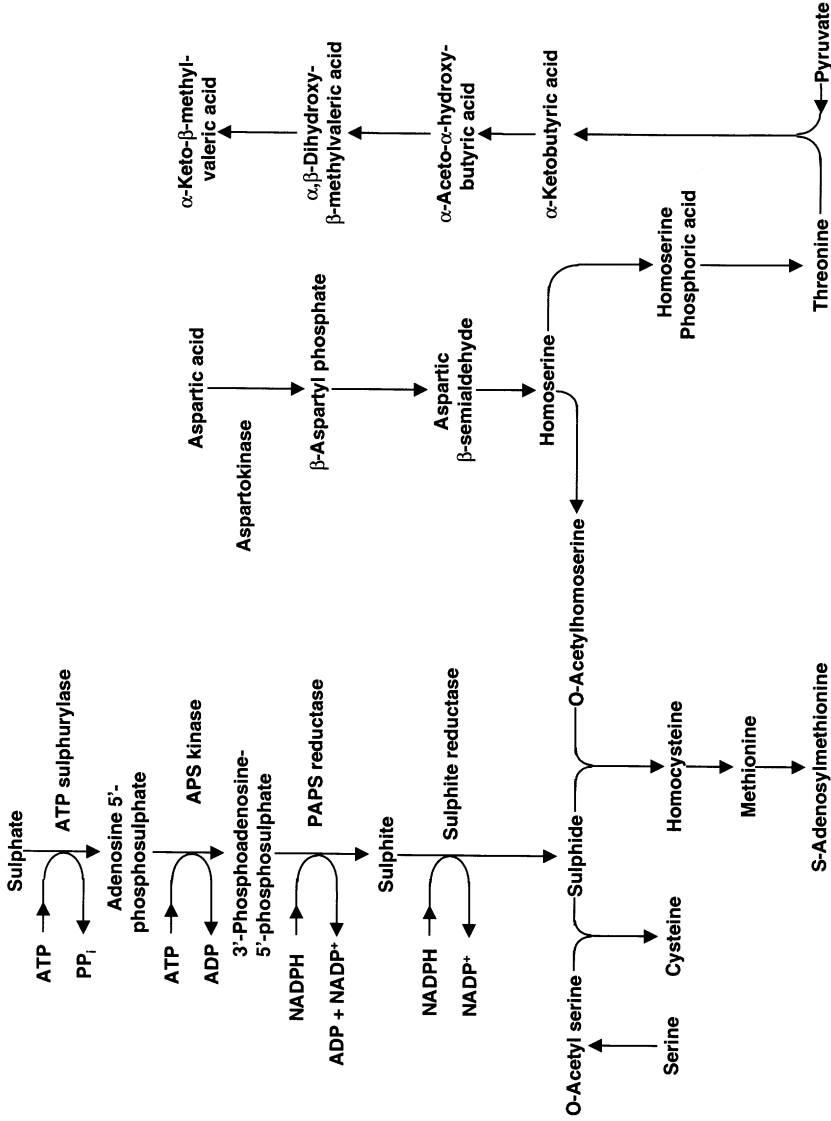 Sulphate
ATP
ATP sulphurylase
PPi
Adenosine 5'-
phosphosulphate
ATP
APS kinase
ADP
3'-Phosphoadenosine-
5'-phosphosulphate
NADPH
PAPS reductase
ADP + NADP+
Sulphite
NADPH
Sulphite reductase
NADP+
O-Acetyl serine
Sulphide
O-Acetylhomoserine
Serine
Cysteine
Homocysteine
Methionine
S-Adenosylmethionine
Aspartic acid
Aspartokinase
β-Aspartyl phosphate
Aspartic
β-semialdehyde
Homoserine
Homoserine
Phosphoric acid
Threonine
Pyruvate
α-Keto-β-methyl-
valeric acid
α,β-Dihydroxy-
β-methylvaleric acid
α-Aceto-α-hydroxy-
butyric acid
α-Ketobutyric acid